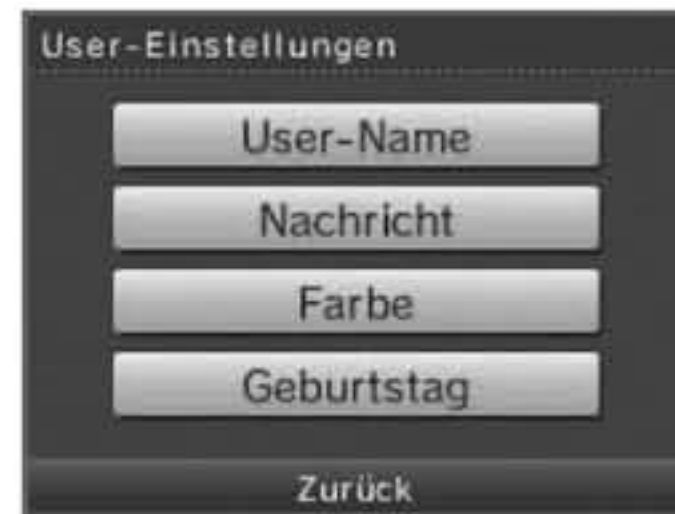 User-Einstellungen
User-Name
Nachricht
Farbe
Geburtstag
Zurück